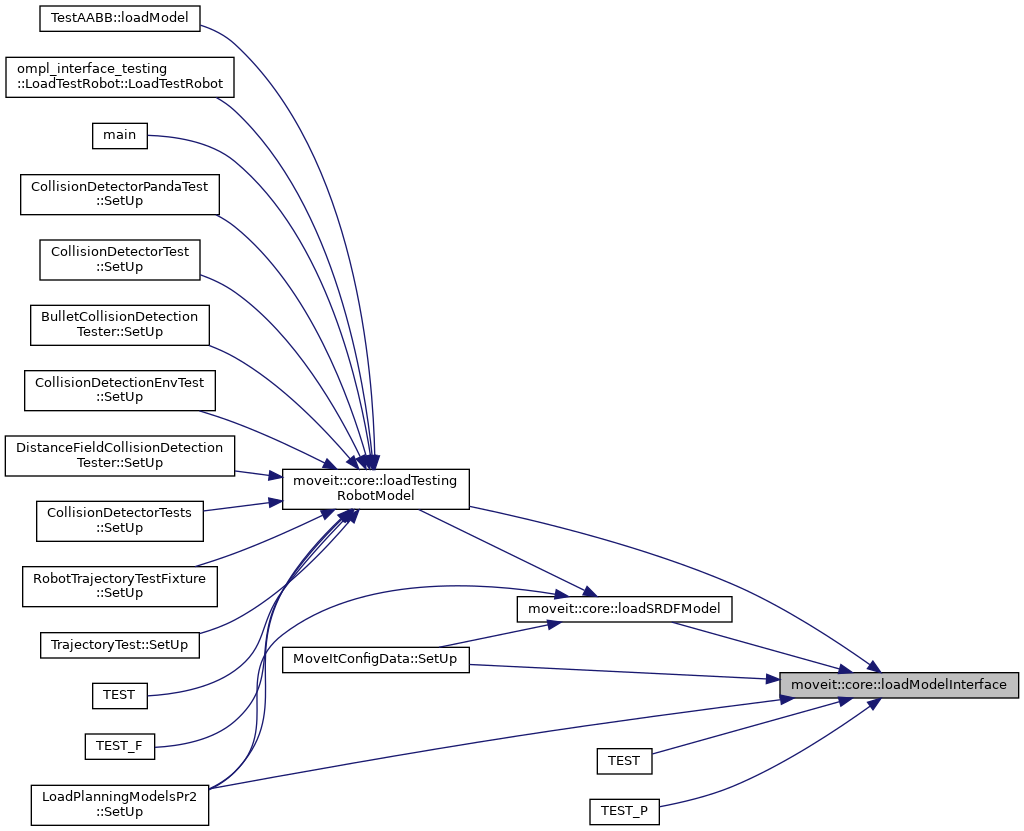 TestAABB::loadModel
ompl_interface_testing
::LoadTestRobot::LoadTestRobot
main
CollisionDetectorPandaTest
::SetUp
CollisionDetectorTest
::SetUp
BulletCollisionDetection
Tester::SetUp
CollisionDetectionEnvTest
::SetUp
DistanceFieldCollisionDetection
Tester::SetUp
moveit::core::loadTesting
RobotModel
CollisionDetectorTests
::SetUp
RobotTrajectoryTestFixture
::SetUp
moveit::core::loadSRDFModel
TrajectoryTest::SetUp
MoveItConfigData::SetUp
moveit::core::loadModelInterface
TEST
TEST_F
TEST
LoadPlanningModelsPr2
::SetUp
TEST_P